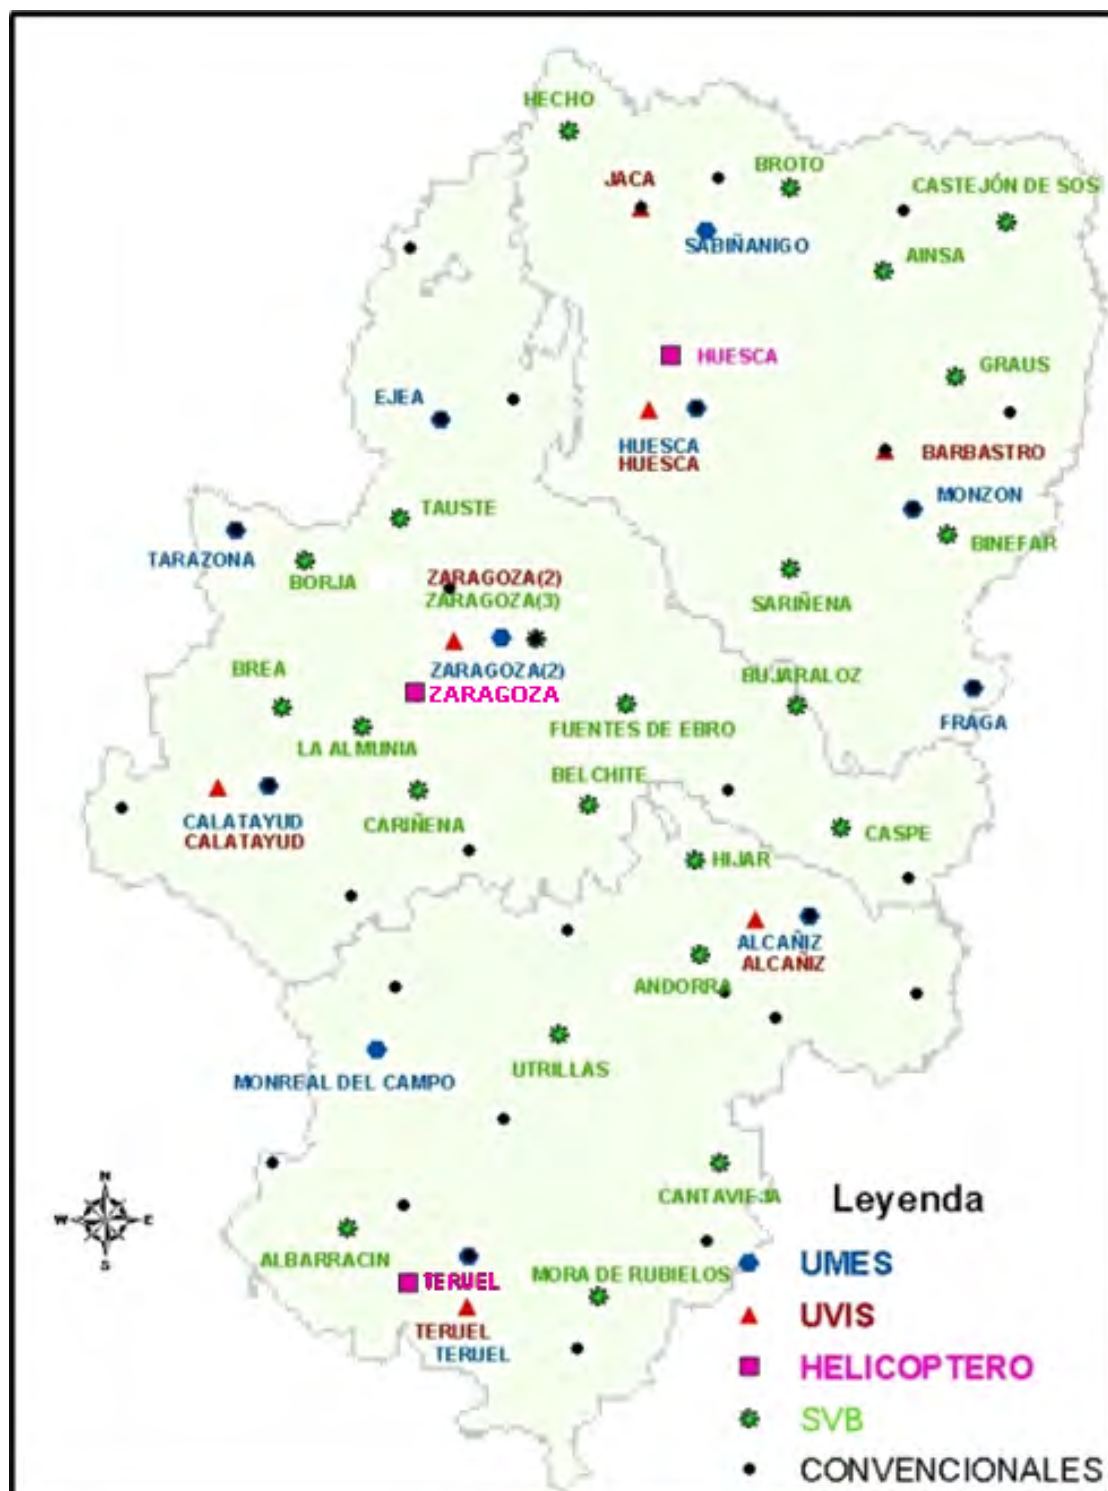 HECHO
BROTO
JACA
CASTEJÓN DE SOS
SABIÑANIGO
AINSA
HUESCA
GRAUS
EJEA
HUESCA
HUESCA
BARBASTRO
MONZON
TAUSTE
BINEFAR
TARAZONA
BORJA
ZARAGOZA(2)
ZARAGOZA(3)
SARIÑENA
ZARAGOZA(2)
ZARAGOZA
BREA
BUJARALOZ
FRAGA
FUENTES DE EBRO
LA ALMUNIA
BELCHITE
CALATAYUD
CALATAYUD
CARIÑENA
CASPE
HIJAR
ALCAÑIZ
ALCAÑIZ
ANDORRA
UTRILLAS
MONREAL DEL CAMPO
N
W E
S
CANTAVIEJA
ALBARRACIN
MORA DE RUBIELOS
TERUEL
TERUEL
TERUEL
Leyenda
UMES
UVIS
HELICOPTERO
SVB
CONVENCIONALES